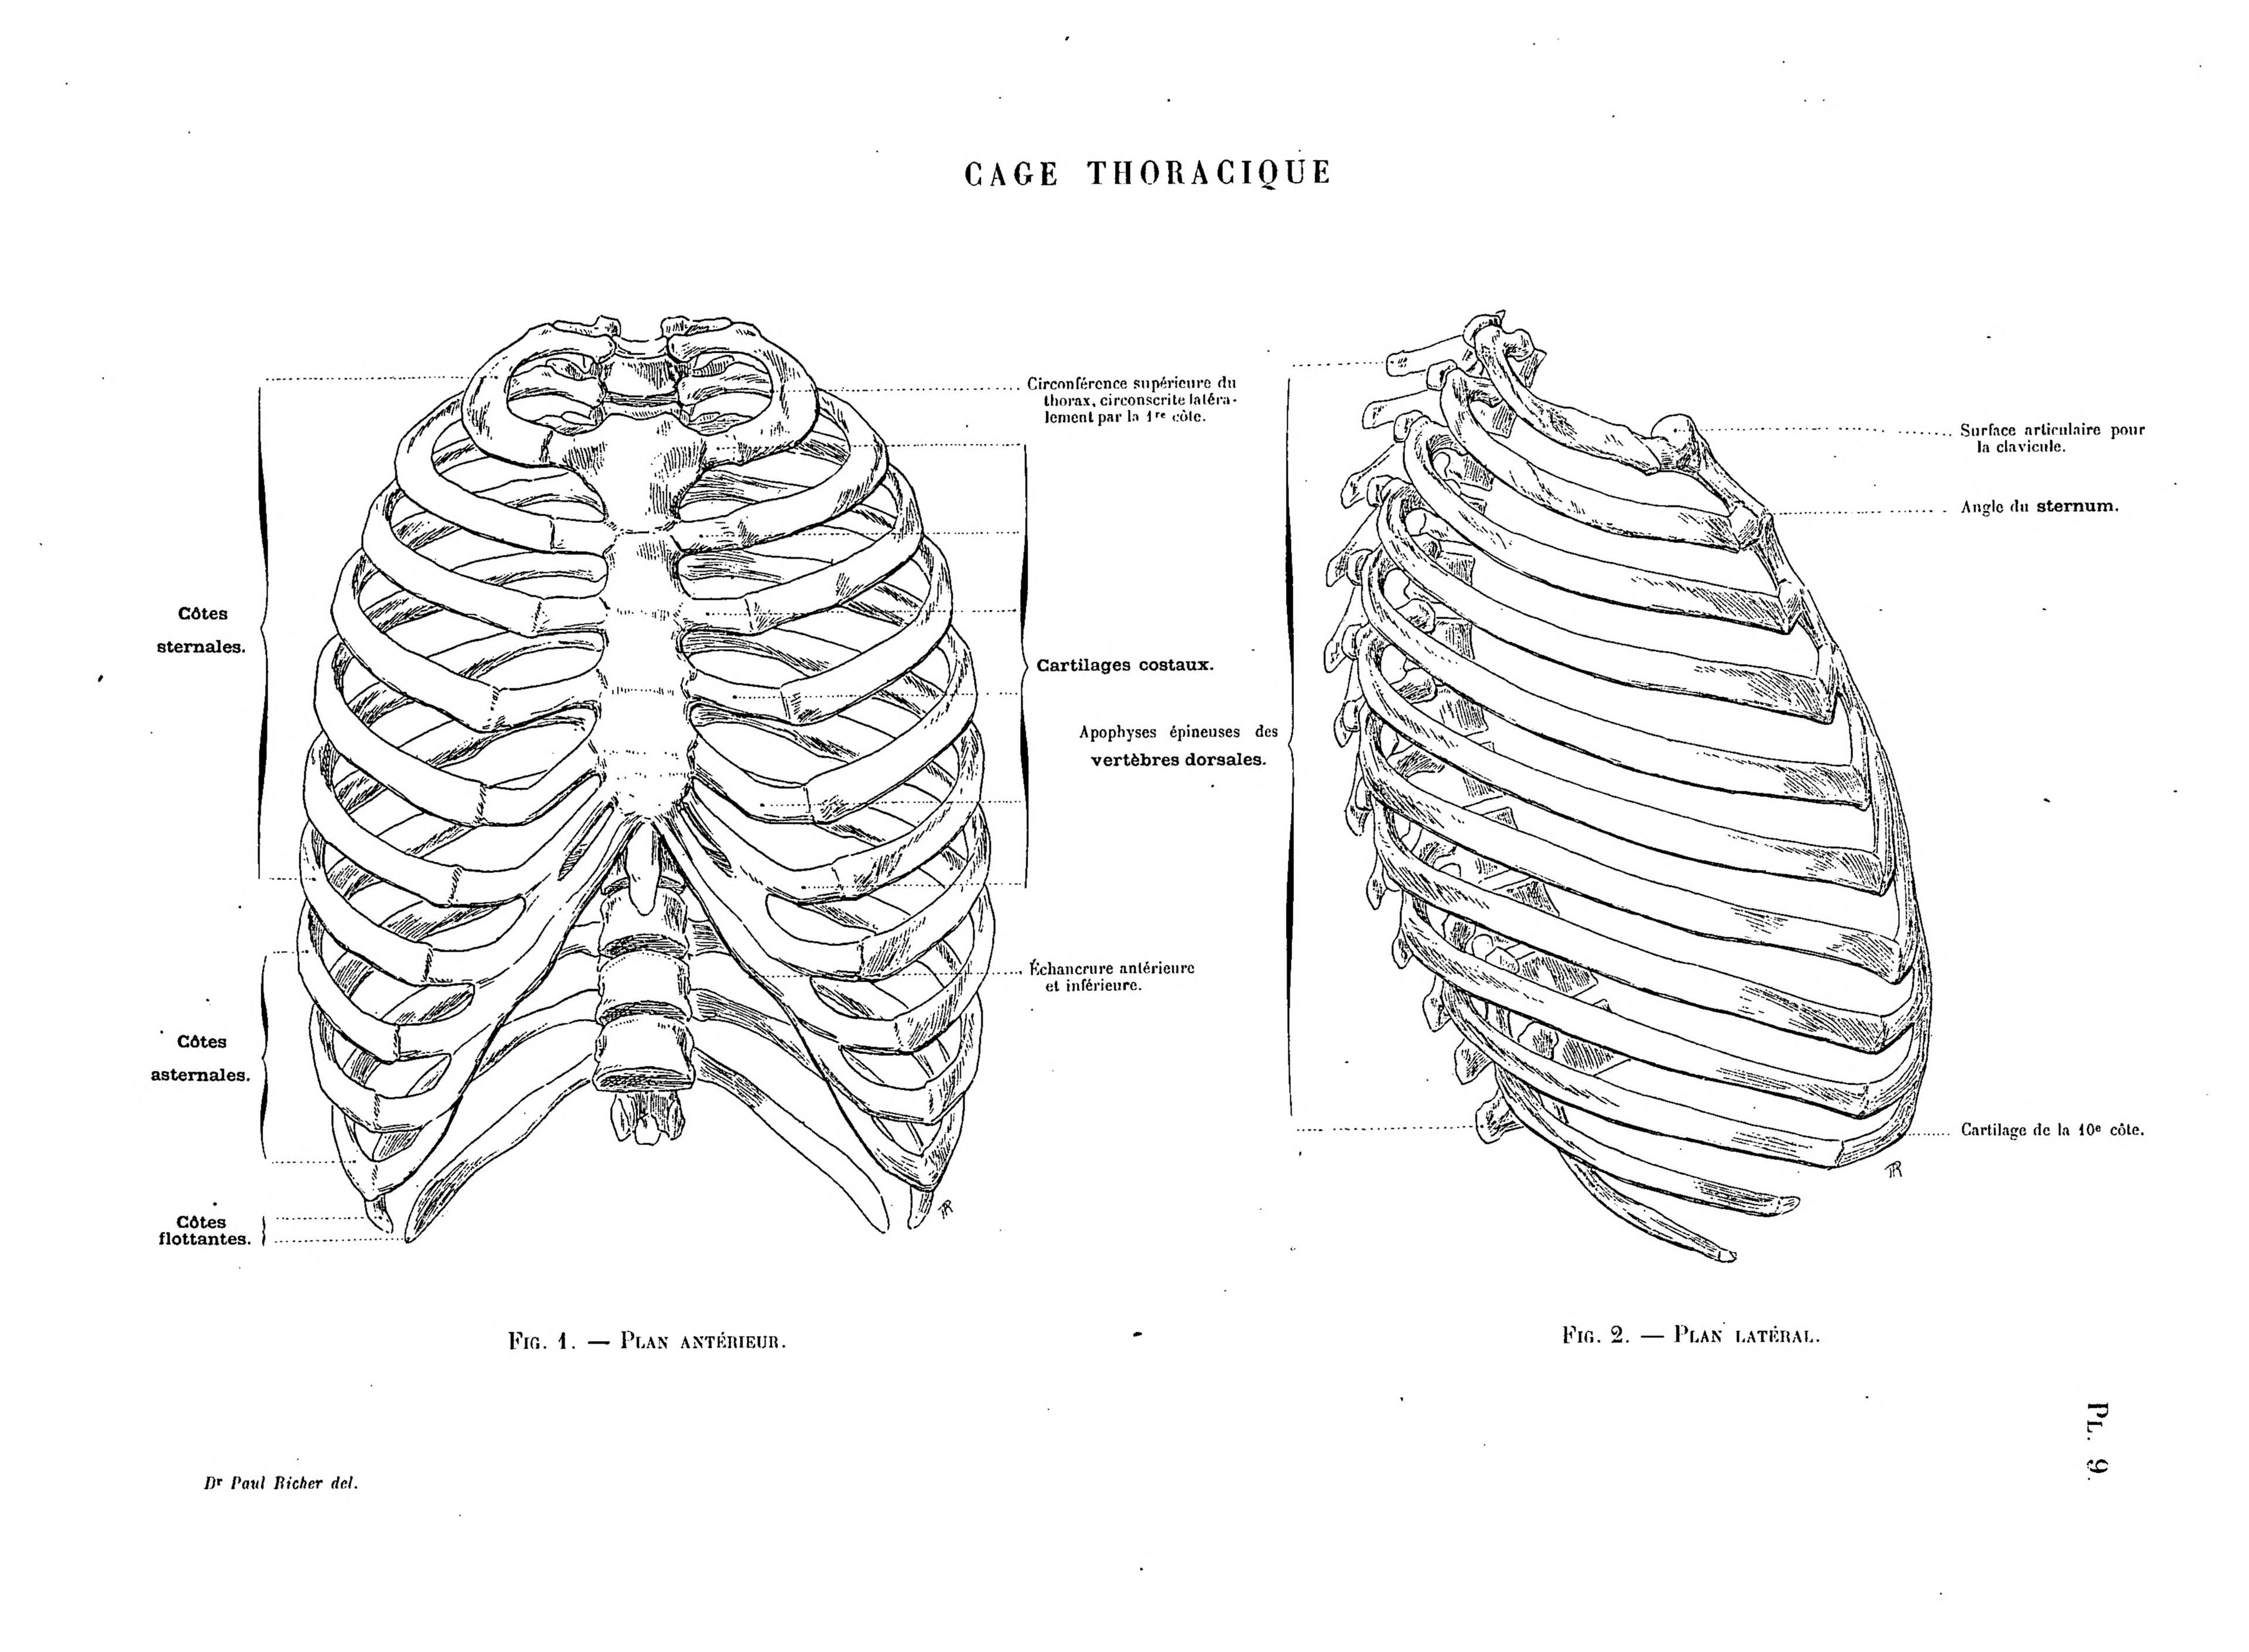 CAGE THORACIQUE
Circonférence supérieure du
thorax, circonscrite latéra-
lement par la 1re côte.
Côtes
sternales.
Cartilages costaux.
Échancrure antérieure
et inférieure.
Côtes
asternales.
Côtes
flottantes.
FIG. 1. — PLAN ANTÉRIEUR.
Surface articulaire pour
la clavicule.
Angle du sternum.
Apophyses épineuses des
vertèbres dorsales.
Cartilage de la 10e côte.
FIG. 2. — PLAN LATÉRAL.
Dr Paul Richer del.
PL. 9.